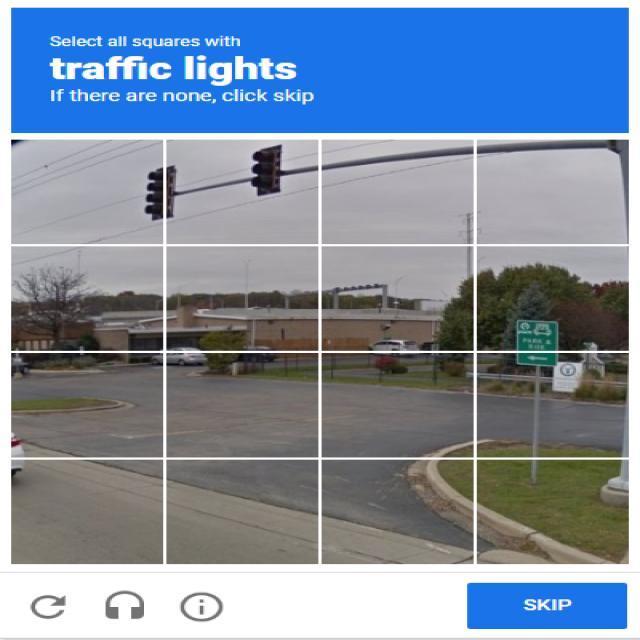 Select all squares with
traffic lights
If there are none, click skip
PARK &
RIDE
SKIP